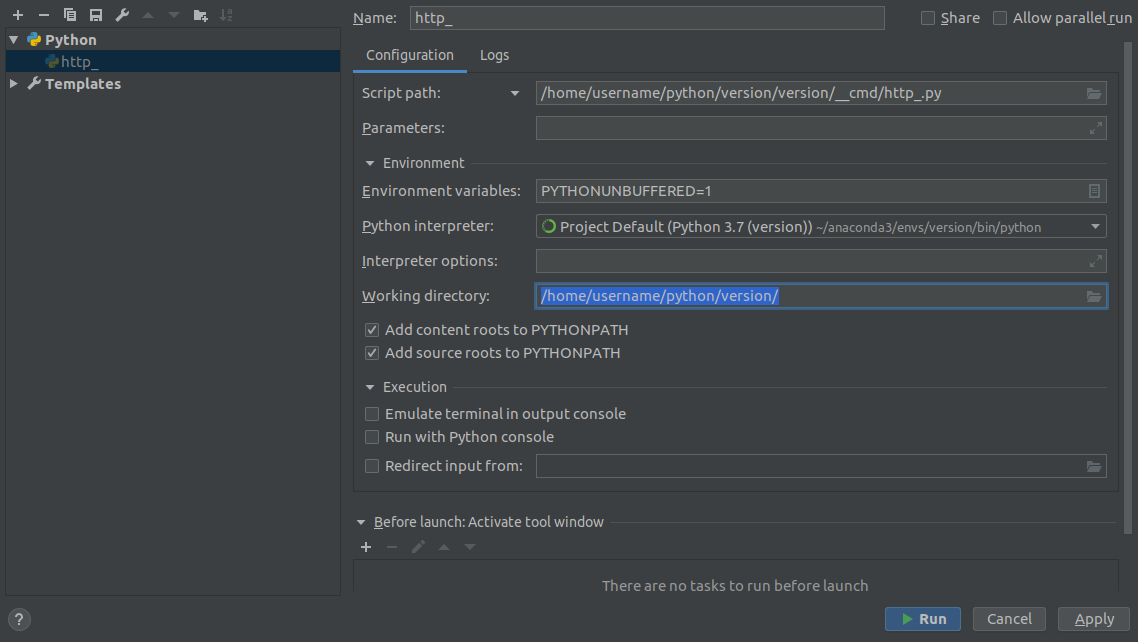 Name: http_ Share Allow parallel run
Python
http_
Templates
Configuration Logs
Script path: /home/username/python/version/version/__cmd/http_.py
Parameters:
Environment
Environment variables: PYTHONUNBUFFERED=1
Python interpreter: Project Default (Python 3.7 (version)) ~/anaconda3/envs/version/bin/python
Interpreter options:
Working directory: /home/username/python/version/
Add content roots to PYTHONPATH
Add source roots to PYTHONPATH
Execution
Emulate terminal in output console
Run with Python console
Redirect input from:
Before launch: Activate tool window
There are no tasks to run before launch
? Run Cancel Apply